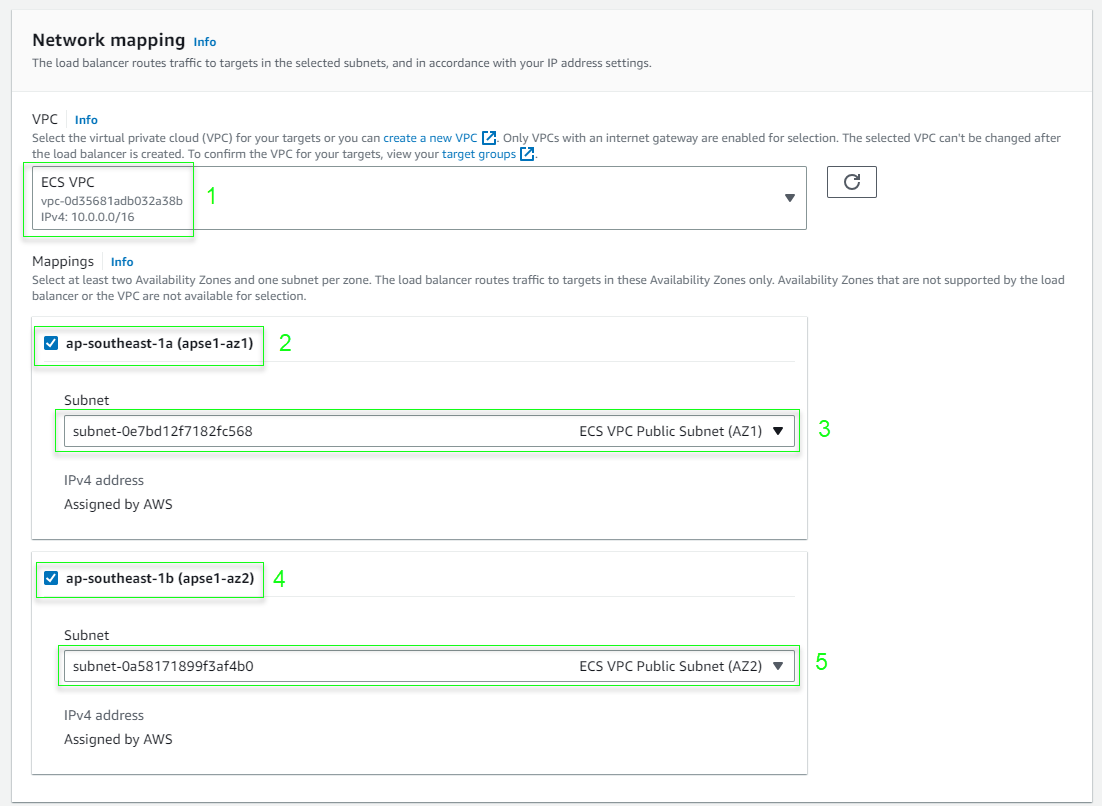 Network mapping Info
The load balancer routes traffic to targets in the selected subnets, and in accordance with your IP address settings.
VPC Info
Select the virtual private cloud (VPC) for your targets or you can create a new VPC. Only VPCs with an internet gateway are enabled for selection. The selected VPC can't be changed after
the load balancer is created. To confirm the VPC for your targets, view your target groups.
ECS VPC
vpc-0d35681adb032a38b
IPv4: 10.0.0.0/16
1
Mappings Info
Select at least two Availability Zones and one subnet per zone. The load balancer routes traffic to targets in these Availability Zones only. Availability Zones that are not supported by the load
balancer or the VPC are not available for selection.
ap-southeast-1a (apse1-az1) 2
Subnet
subnet-0e7bd12f7182fc568 ECS VPC Public Subnet (AZ1) 3
IPv4 address
Assigned by AWS
ap-southeast-1b (apse1-az2) 4
Subnet
subnet-0a58171899f3af4b0 ECS VPC Public Subnet (AZ2) 5
IPv4 address
Assigned by AWS